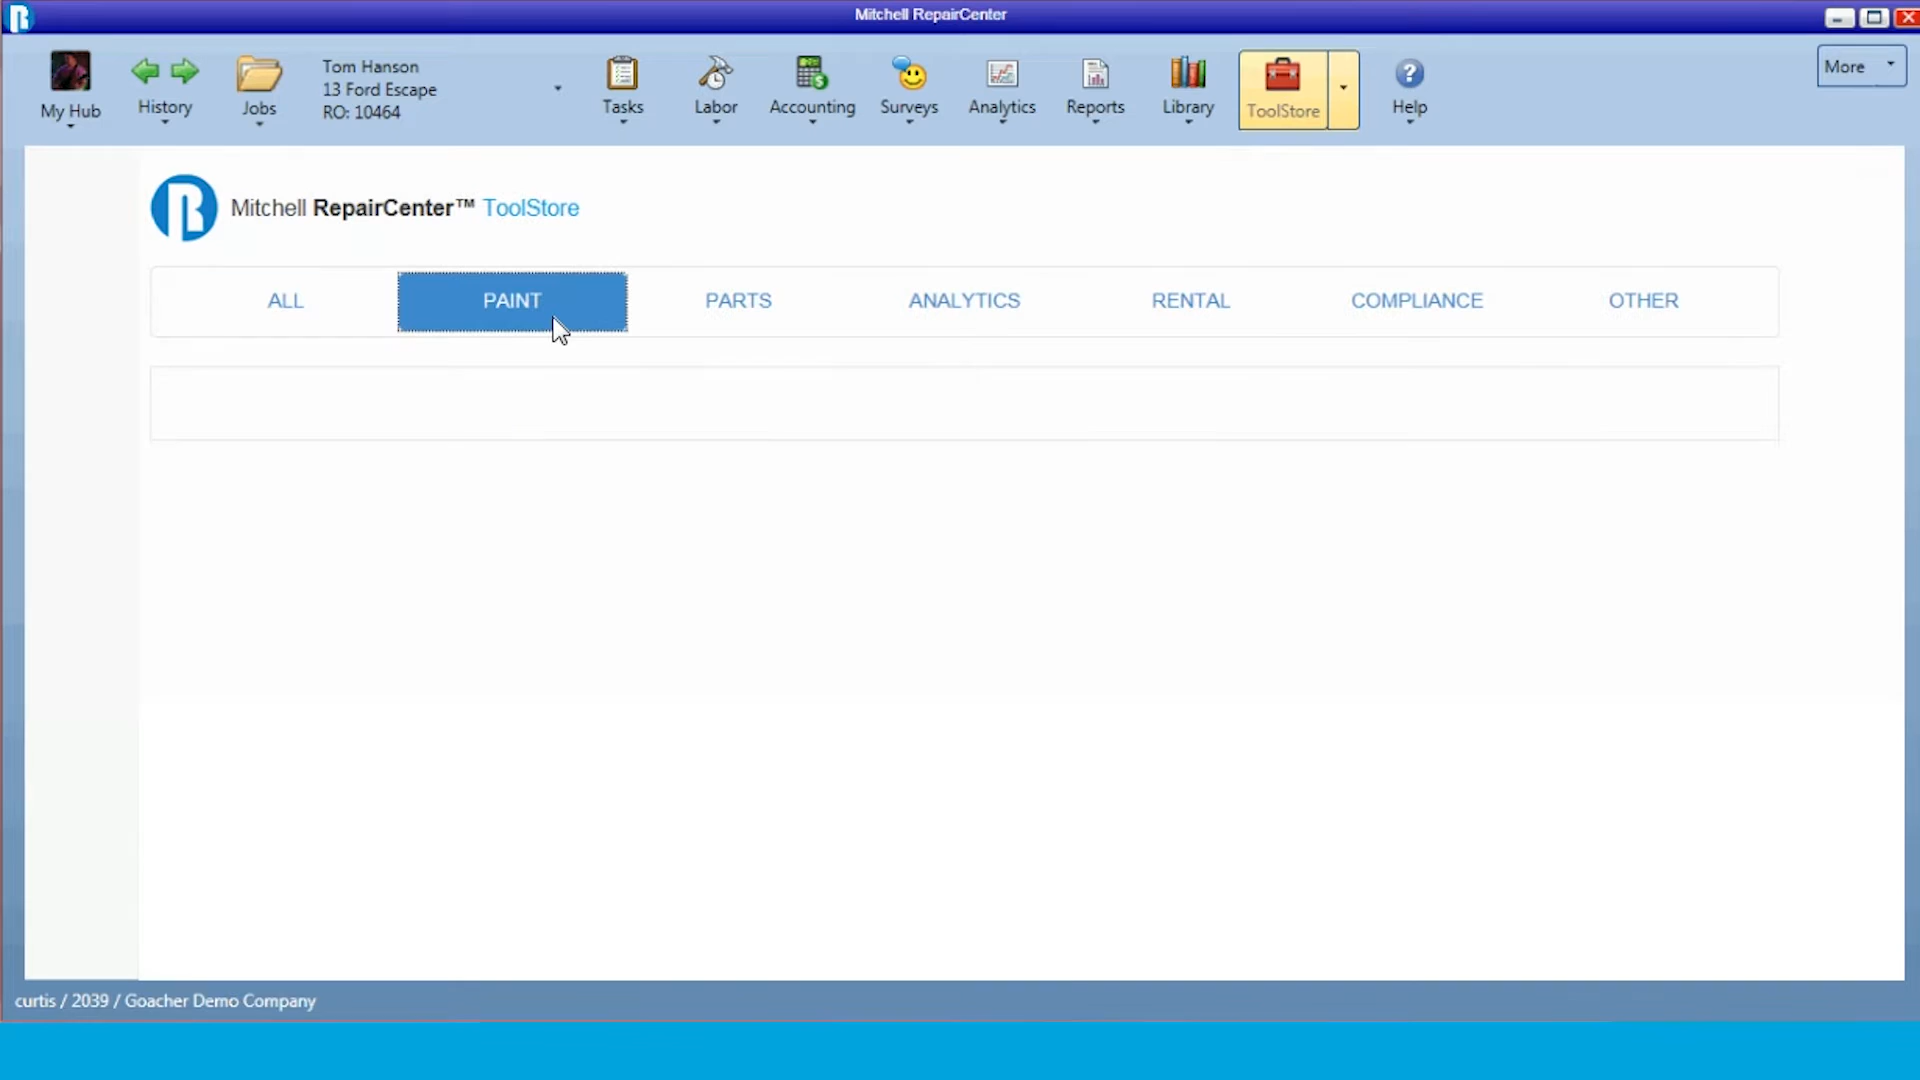 Mitchell RepairCenter
My Hub
History
Jobs
Tom Hanson
13 Ford Escape
RO: 10464
Tasks
Labor
Accounting
Surveys
Analytics
Reports
Library
ToolStore
Help
More
Mitchell RepairCenter™ ToolStore
ALL
PAINT
PARTS
ANALYTICS
RENTAL
COMPLIANCE
OTHER
curtis / 2039 / Goacher Demo Company